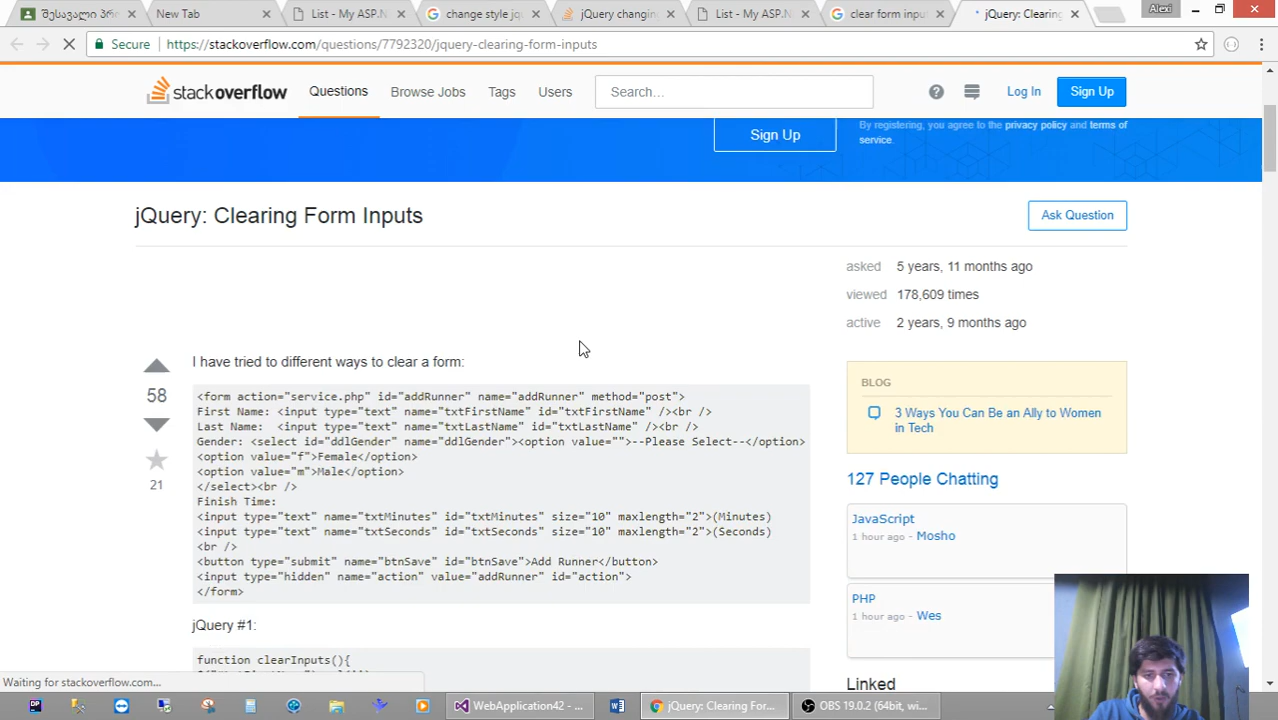 შესავალი პრ
New Tab
List - My ASP.N
change style jq
jQuery changin
List - My ASP.N
clear form inpu
jQuery: Clearing
Alexi
Secure
https://stackoverflow.com/questions/7792320/jquery-clearing-form-inputs
stackoverflow
Questions
Browse Jobs
Tags
Users
Search...
Log In
Sign Up
Sign Up
By registering, you agree to the privacy policy and terms of
service.
jQuery: Clearing Form Inputs
Ask Question
asked 5 years, 11 months ago
viewed 178,609 times
active 2 years, 9 months ago
58
21
I have tried to different ways to clear a form:
<form action="service.php" id="addRunner" name="addRunner" method="post">
First Name: <input type="text" name="txtFirstName" id="txtFirstName" /><br />
Last Name:  <input type="text" name="txtLastName" id="txtLastName" /><br />
Gender: <select id="ddlGender" name="ddlGender"><option value="">--Please Select--</option>
<option value="f">Female</option>
<option value="m">Male</option>
</select><br />
Finish Time:
<input type="text" name="txtMinutes" id="txtMinutes" size="10" maxlength="2">(Minutes)
<input type="text" name="txtSeconds" id="txtSeconds" size="10" maxlength="2">(Seconds)
<br />
<button type="submit" name="btnSave" id="btnSave">Add Runner</button>
<input type="hidden" name="action" value="addRunner" id="action">
</form>
jQuery #1:
function clearInputs(){
BLOG
3 Ways You Can Be an Ally to Women
in Tech
127 People Chatting
JavaScript
1 hour ago - Mosho
PHP
1 hour ago - Wes
Linked
Waiting for stackoverflow.com...
WebApplication42 - ...
jQuery: Clearing For...
OBS 19.0.2 (64bit, wi...